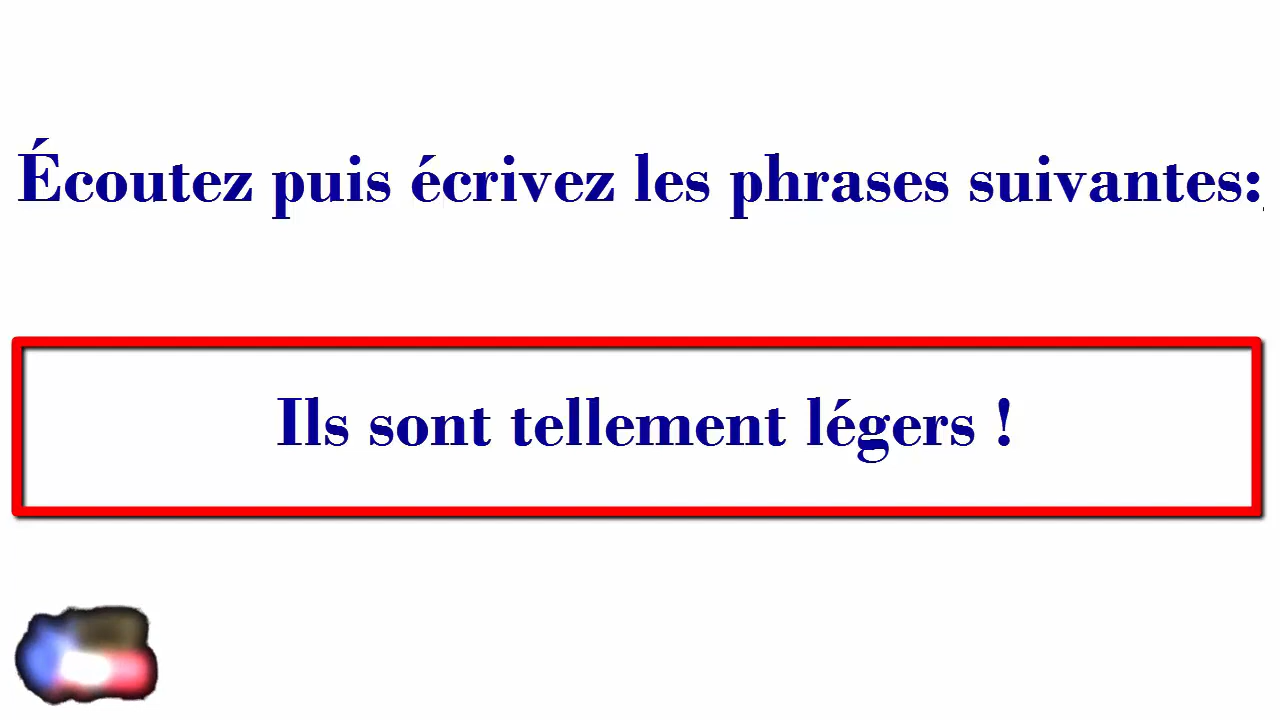 Écoutez puis écrivez les phrases suivantes:
Ils sont tellement légers !